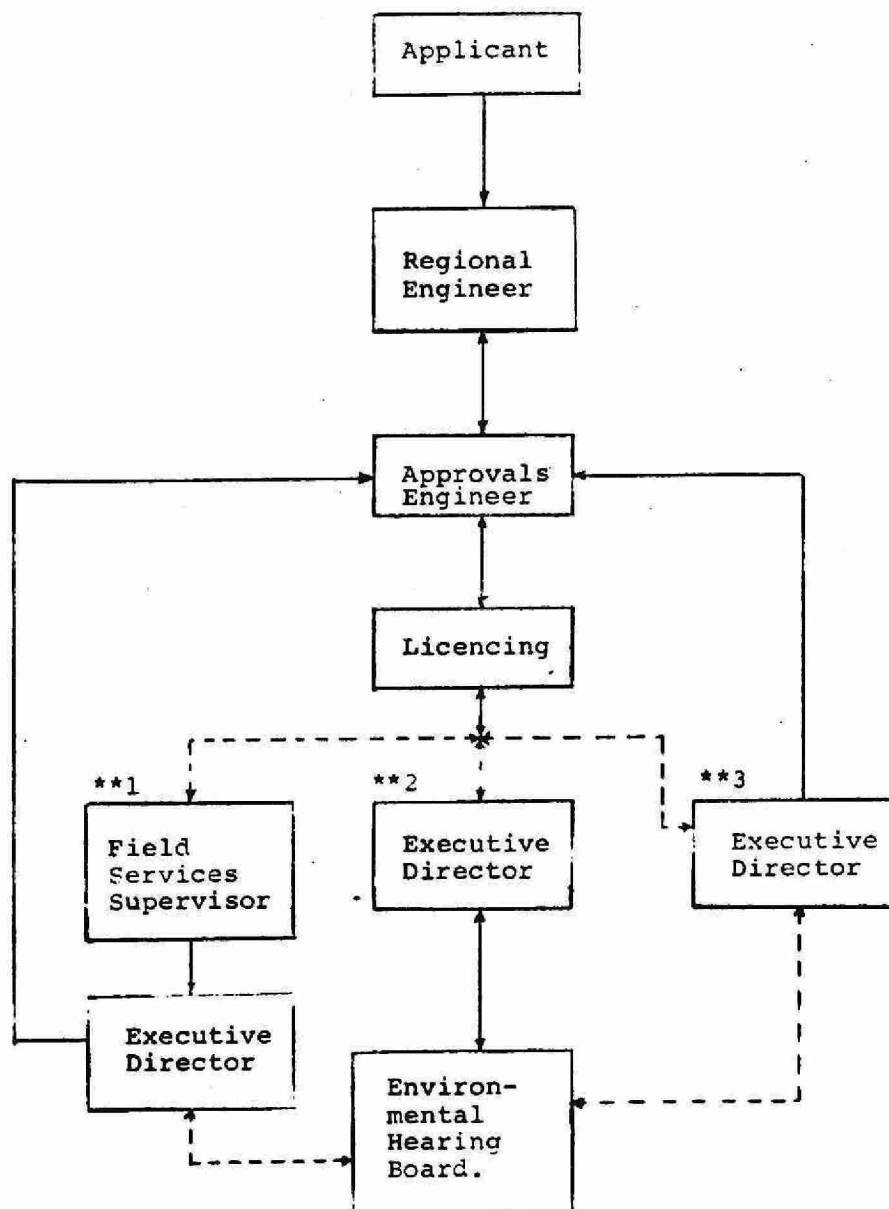 Applicant
Regional
Engineer
Approvals
Engineer
Licencing
**1
**2
**3
Field
Services
Supervisor
Executive
Director
Executive
Director
Executive
Director
Environ-
mental
Hearing
Board.